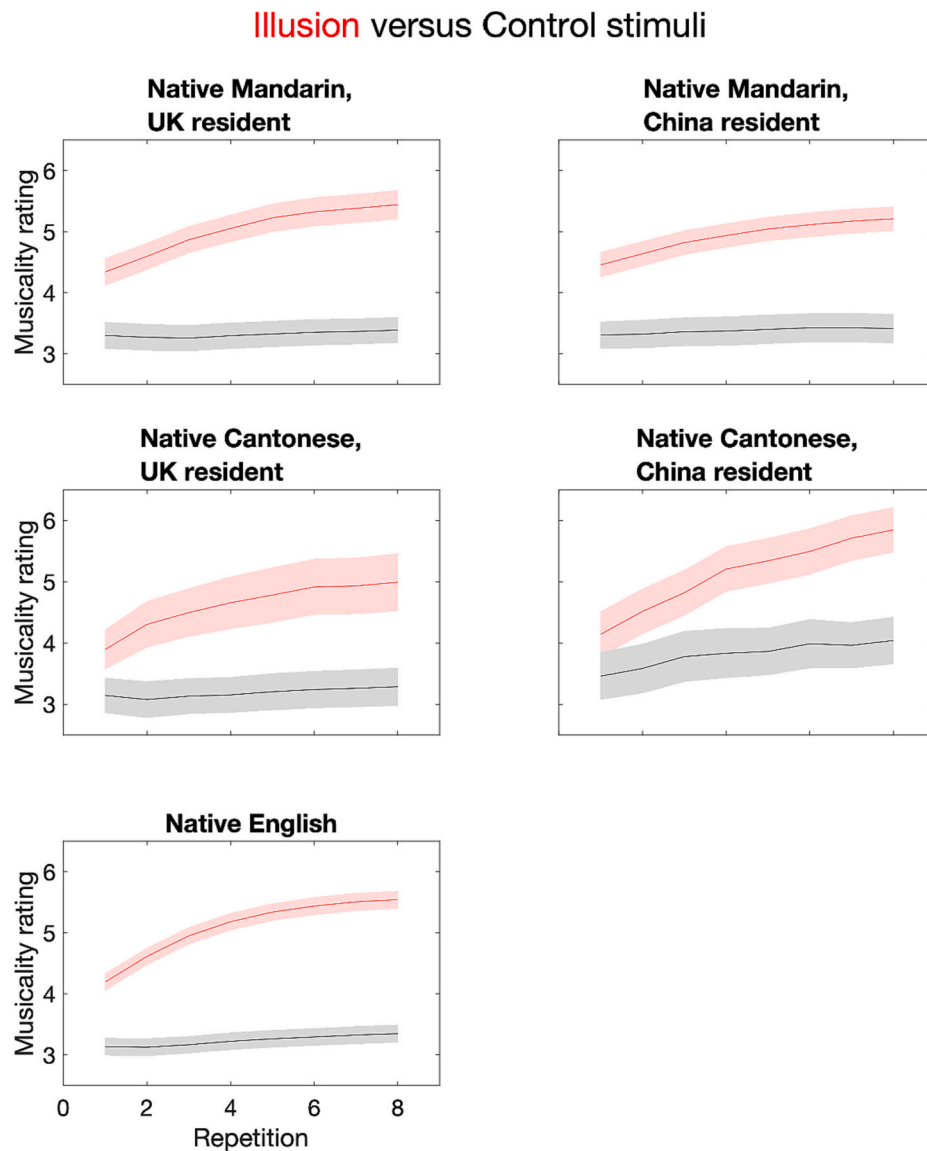 Illusion versus Control stimuli
Native Mandarin,
UK resident
Native Mandarin,
China resident
Musicality rating
6
5
4
3
Native Cantonese,
UK resident
Native Cantonese,
China resident
Musicality rating
6
5
4
3
Native English
Musicality rating
6
5
4
3
0 2 4 6 8
Repetition